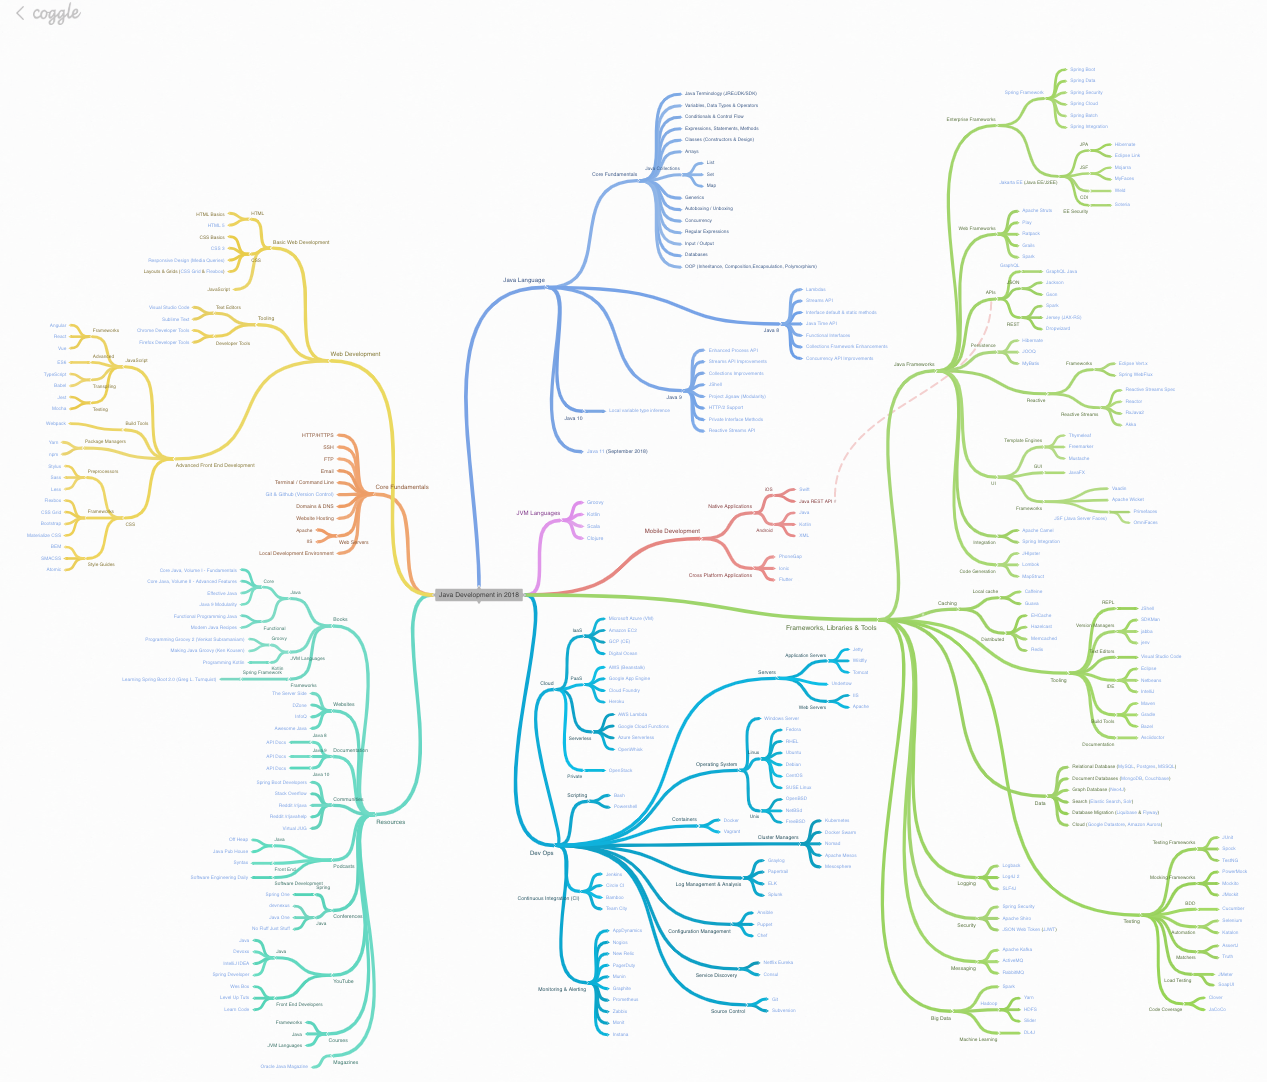 coggle
Java Development in 2018
Java Language
Core Fundamentals
Java Terminology (JRE/JDK/SDK)
Variables, Data Types & Operators
Conditionals & Control Flow
Expressions, Statements, Methods
Classes (Constructors & Design)
Arrays
Java Collections
List
Set
Map
Generics
Autoboxing / Unboxing
Concurrency
Regular Expressions
Input / Output
Databases
OOP (Inheritance, Composition,Encapsulation, Polymorphism)
Java 8
Lambdas
Streams API
Interface default & static methods
Java Time API
Functional Interfaces
Collections Framework Enhancements
Concurrency API Improvements
Java 9
Enhanced Process API
Streams API Improvements
Collections Improvements
JShell
Project Jigsaw (Modularity)
HTTP/2 Support
Private Interface Methods
Reactive Streams API
Java 10
Local variable type inference
Java 11 (September 2018)
JVM Languages
Groovy
Kotlin
Scala
Clojure
Mobile Development
Native Applications
iOS
Swift
Java REST API
Android
Java
Kotlin
XML
Cross Platform Applications
PhoneGap
Ionic
Flutter
Web Development
Basic Web Development
HTML
HTML Basics
HTML 5
CSS
CSS Basics
CSS 3
Responsive Design (Media Queries)
Layouts & Grids (CSS Grid & Flexbox)
JavaScript
Tooling
Text Editors
Visual Studio Code
Sublime Text
Developer Tools
Chrome Developer Tools
Firefox Developer Tools
Advanced Front End Development
JavaScript
Frameworks
Angular
React
Vue
Advanced
ES6
Transpiling
TypeScript
Babel
Testing
Jest
Mocha
Build Tools
Webpack
Package Managers
Yarn
npm
CSS
Preprocessors
Stylus
Sass
Less
Frameworks
Flexbox
CSS Grid
Bootstrap
Materialize CSS
Style Guides
BEM
SMACSS
Atomic
Core Fundamentals
HTTP/HTTPS
SSH
FTP
Email
Terminal / Command Line
Git & Github (Version Control)
Domains & DNS
Website Hosting
Web Servers
Apache
IIS
Local Development Environment
Resources
Books
Java
Core
Core Java, Volume I - Fundamentals
Core Java, Volume II - Advanced Features
Effective Java
Java 9 Modularity
Functional
Functional Programming Java
Modern Java Recipes
JVM Languages
Groovy
Programming Groovy 2 (Venkat Subramaniam)
Making Java Groovy (Ken Kousen)
Kotlin
Programming Kotlin
Frameworks
Spring Framework
Learning Spring Boot 2.0 (Greg L. Turnquist)
Websites
The Server Side
DZone
InfoQ
Awesome Java
Documentation
Java 8
API Docs
Java 9
API Docs
Java 10
API Docs
Communities
Spring Boot Developers
Stack Overflow
Reddit r/java
Reddit r/javahelp
Virtual JUG
Podcasts
Java
Off Heap
Java Pub House
Front End
Syntax
Software Development
Software Engineering Daily
Conferences
Spring
Spring One
Java
devnexus
Java One
No Fluff Just Stuff
YouTube
Java
Java
Devoxx
IntelliJ IDEA
Spring Developer
Front End Developers
Wes Bos
Level Up Tuts
Learn Code
Courses
Frameworks
Java
JVM Languages
Magazines
Oracle Java Magazine
Dev Ops
Cloud
IaaS
Microsoft Azure (VM)
Amazon EC2
GCP (CE)
Digital Ocean
PaaS
AWS (Beanstalk)
Google App Engine
Cloud Foundry
Heroku
Serverless
AWS Lambda
Google Cloud Functions
Azure Serverless
OpenWhisk
Private
OpenStack
Scripting
Bash
Powershell
Continuous Integration (CI)
Jenkins
Circle CI
Bamboo
Team City
Monitoring & Alerting
AppDynamics
Nagios
New Relic
PagerDuty
Graphite
Prometheus
Zabbix
Monit
Instana
Servers
Application Servers
Jetty
Wildfly
Tomcat
Undertow
Web Servers
IIS
Apache
Operating System
Windows Server
Linux
Fedora
RHEL
Ubuntu
Debian
CentOS
SUSE Linux
Unix
OpenBSD
NetBSD
FreeBSD
Containers
Docker
Vagrant
Cluster Managers
Kubernetes
Docker Swarm
Nomad
Apache Mesos
Mesosphere
Log Management & Analysis
Graylog
Papertrail
ELK
Splunk
Configuration Management
Ansible
Puppet
Chef
Service Discovery
Netflix Eureka
Consul
Source Control
Git
Subversion
Frameworks, Libraries & Tools
Java Frameworks
Enterprise Frameworks
Spring Framework
Spring Boot
Spring Data
Spring Security
Spring Cloud
Spring Batch
Spring Integration
Jakarta EE (Java EE/J2EE)
JPA
Hibernate
Eclipse Link
JSF
Mojarra
MyFaces
CDI
Weld
EE Security
Soteria
Web Frameworks
Apache Struts
Play
Ratpack
Grails
Spark
APIs
GraphQL
GraphQL Java
JSON
Jackson
Gson
REST
Spark
Jersey (JAX-RS)
Dropwizard
Persistence
Hibernate
JOOQ
MyBatis
Reactive
Frameworks
Eclipse Vert.x
Spring WebFlux
Reactive Streams
Reactive Streams Spec
Reactor
RxJava2
Akka
UI
Template Engines
Thymeleaf
Freemarker
Mustache
GUI
JavaFX
Frameworks
Vaadin
Apache Wicket
JSF (Java Server Faces)
Primefaces
OmniFaces
Integration
Apache Camel
Spring Integration
Code Generation
JHipster
Lombok
MapStruct
Caching
Local cache
Caffeine
Guava
Distributed
EHCache
Hazelcast
Memcached
Redis
Tooling
REPL
JShell
Version Managers
SDKMan
jabba
jenv
Text Editors
Visual Studio Code
IDE
Eclipse
Netbeans
IntelliJ
Build Tools
Maven
Gradle
Bazel
Documentation
AsciiDoctor
Data
Relational Database (MySQL, Postgres, MSSQL)
Document Databases (MongoDB, Couchbase)
Graph Database (Neo4J)
Search (Elastic Search, Solr)
Database Migration (Liquibase & Flyway)
Cloud (Google Datastore, Amazon Aurora)
Testing
Testing Frameworks
JUnit
Spock
TestNG
Mocking Frameworks
PowerMock
Mockito
JMockit
BDD
Cucumber
Automation
Selenium
Katalon
Matchers
AssertJ
Truth
Load Testing
JMeter
SoapUI
Code Coverage
Clover
JaCoCo
Logging
Logback
Log4J 2
SLF4J
Security
Spring Security
Apache Shiro
JSON Web Token (JJWT)
Messaging
Apache Kafka
ActiveMQ
RabbitMQ
Big Data
Spark
Hadoop
Yarn
HDFS
Slider
Machine Learning
DL4J